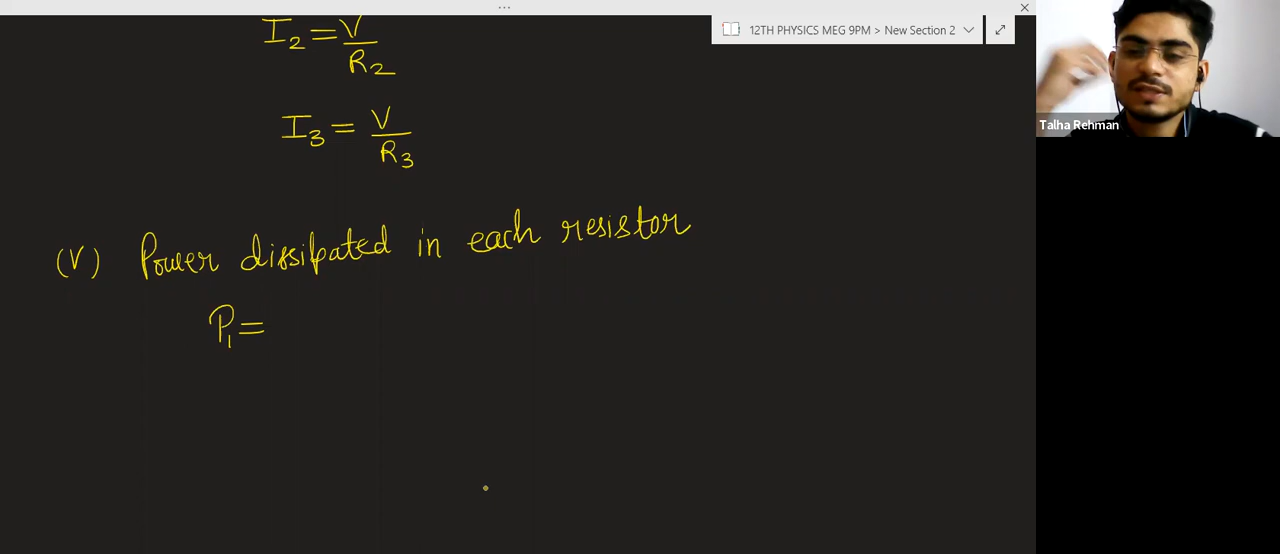 I₂ = V/R₂
12TH PHYSICS MEG 9PM > New Section 2
I₃ = V/R₃
Talha Rehman
(V) Power dissipated in each resistor
P₁ =